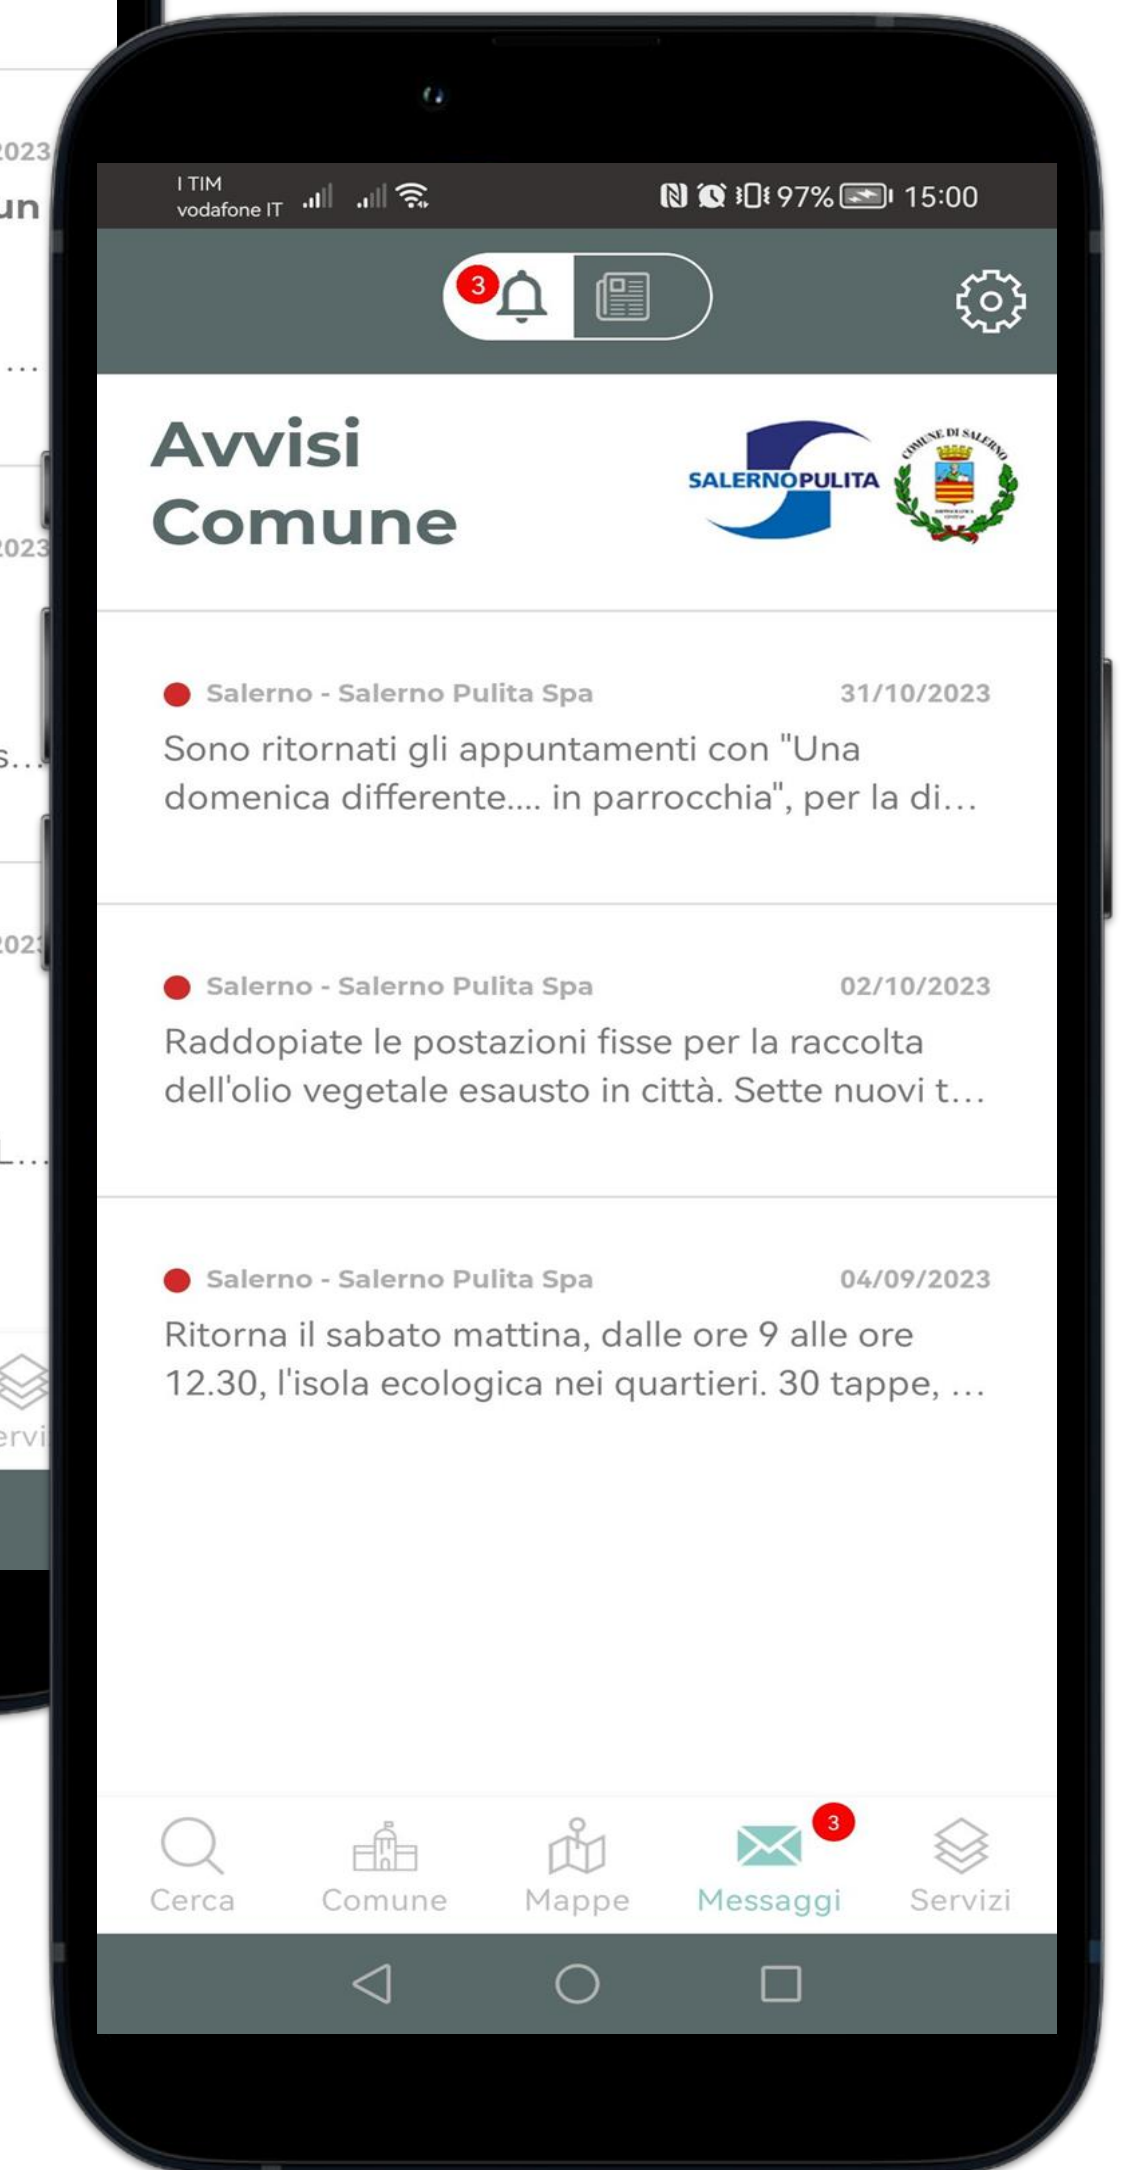 I TIM
vodafone IT
97%
15:00
3
Avvisi
Comune
SALERNOPULITA
COMUNE DI SALERNO
Salerno - Salerno Pulita Spa 31/10/2023
Sono ritornati gli appuntamenti con "Una
domenica differente.... in parrocchia", per la di...
Salerno - Salerno Pulita Spa 02/10/2023
Raddopiate le postazioni fisse per la raccolta
dell'olio vegetale esausto in città. Sette nuovi t...
Salerno - Salerno Pulita Spa 04/09/2023
Ritorna il sabato mattina, dalle ore 9 alle ore
12.30, l'isola ecologica nei quartieri. 30 tappe, ...
3
Cerca Comune Mappe Messaggi Servizi